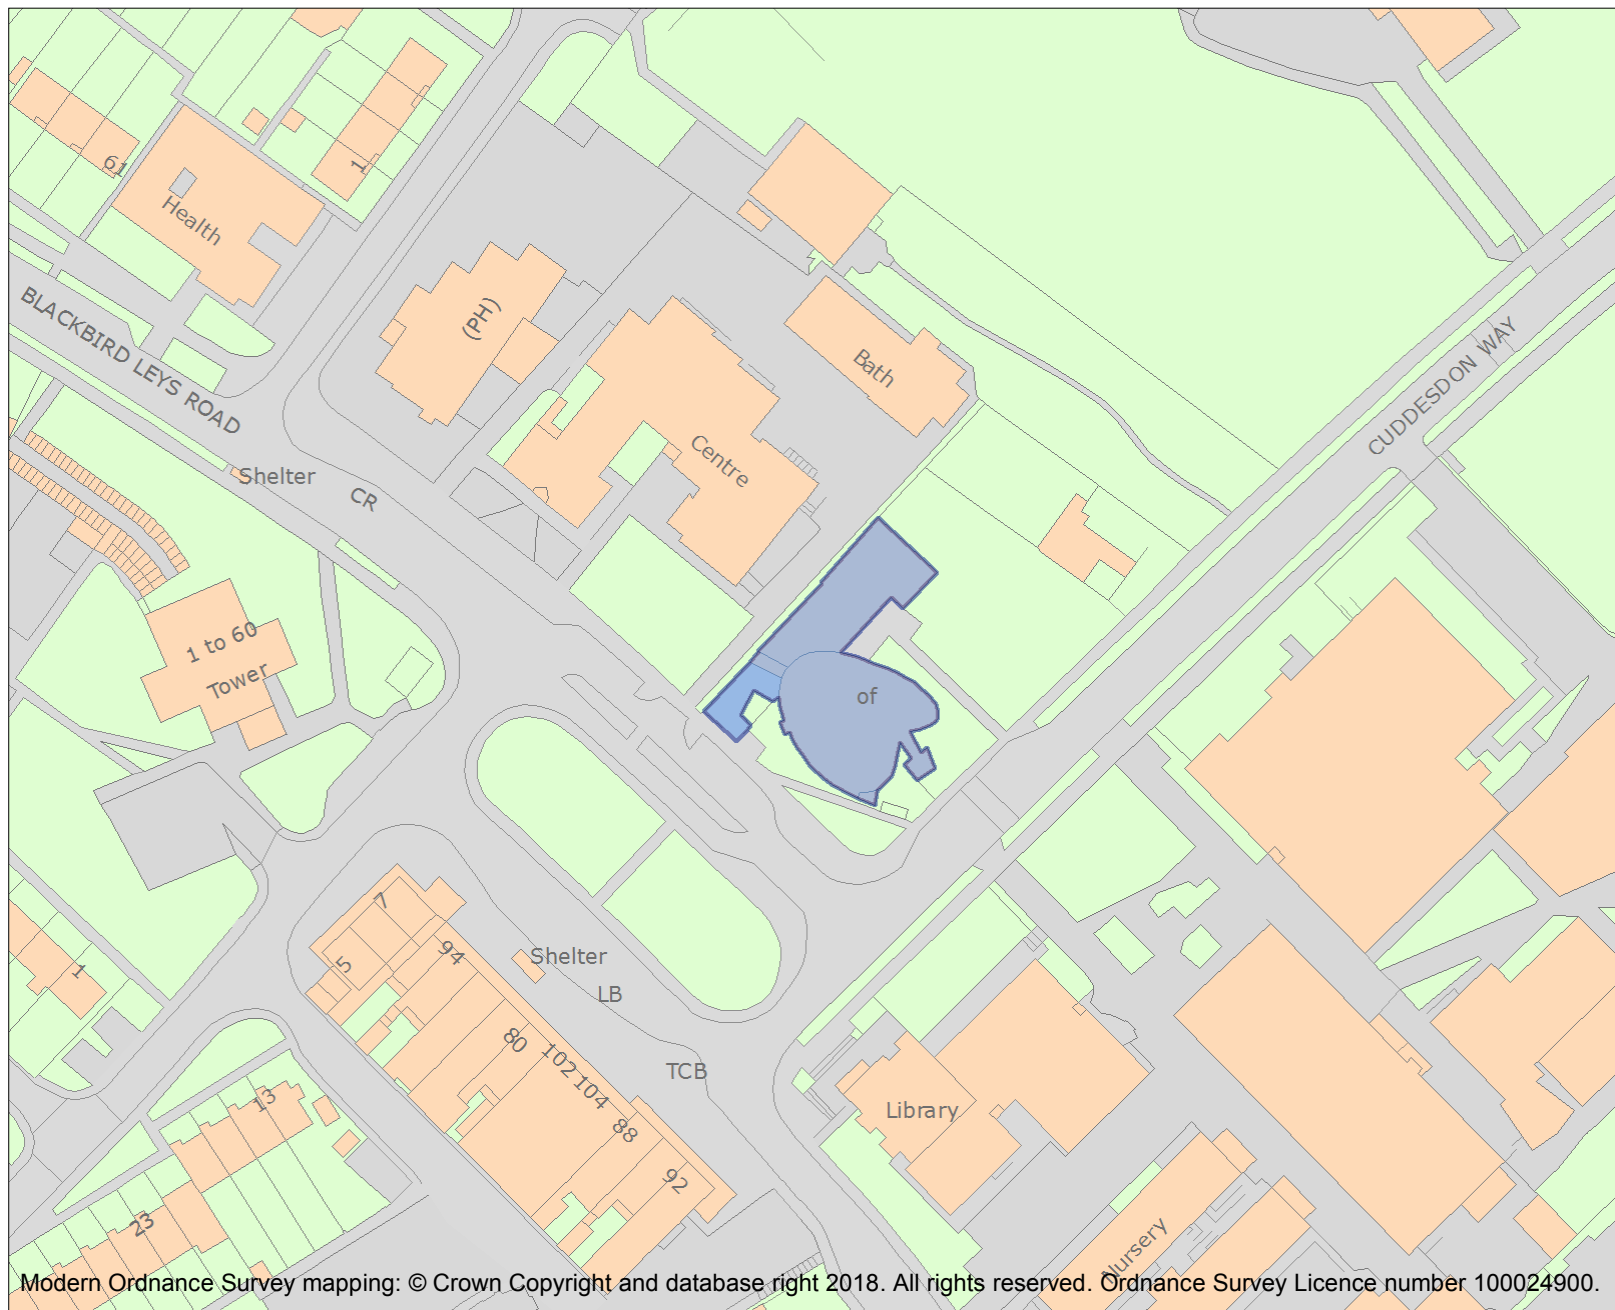 61
1
Health
(PH)
BLACKBIRD LEYS ROAD
Bath
CUDDESDON WAY
Centre
Shelter
CR
1 to 60
Tower
of
7
5
94
Shelter
1
LB
80
102
104
TCB
88
13
Library
92
23
Nursery
Modern Ordnance Survey mapping: © Crown Copyright and database right 2018. All rights reserved. Ordnance Survey Licence number 100024900.